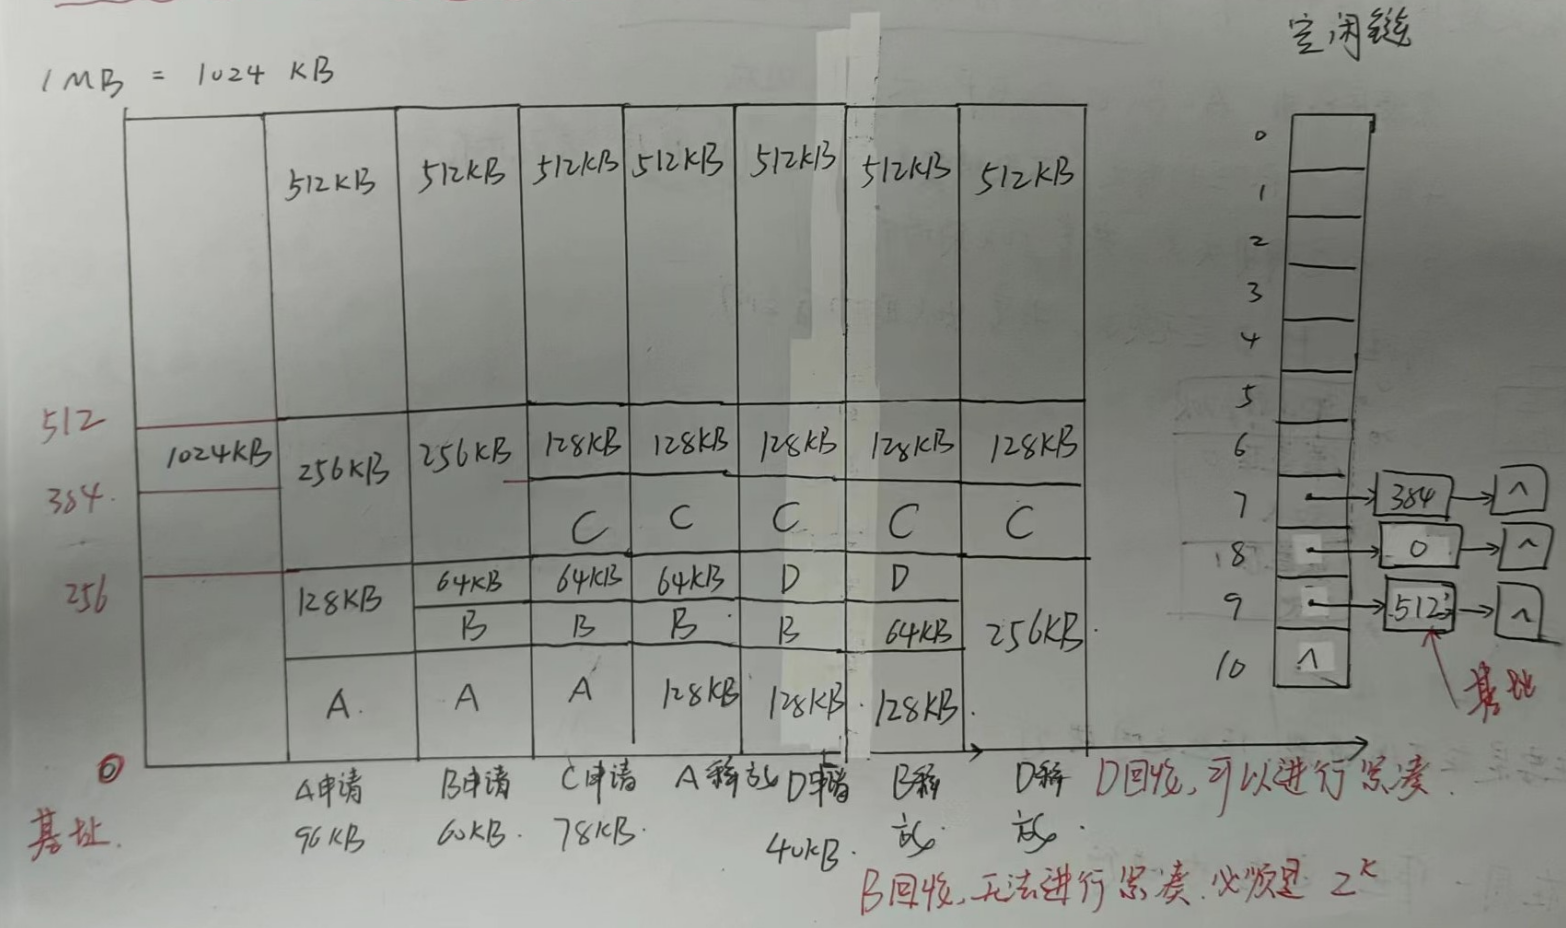 空闲链
1MB = 1024 KB
512KB 512KB 512KB 512KB 512KB 512KB 512KB
512
1024KB 256KB 256KB 128KB 128KB 128KB 128KB 128KB
384
C C C C C
256
128KB 64KB 64KB 64KB D D
B B B B 64KB 256KB
A A A 128KB 128KB 128KB
0
A申请 B申请 C申请 A释放 D申请 B释 D释
基址 96KB 60KB 78KB 40KB 放 放
D回收,可以进行紧凑.
B回收,无法进行紧凑.必须是 2^k
0
1
2
3
4
5
6
7 384 ^
8 0 ^
9 512 ^
10 ^
基址